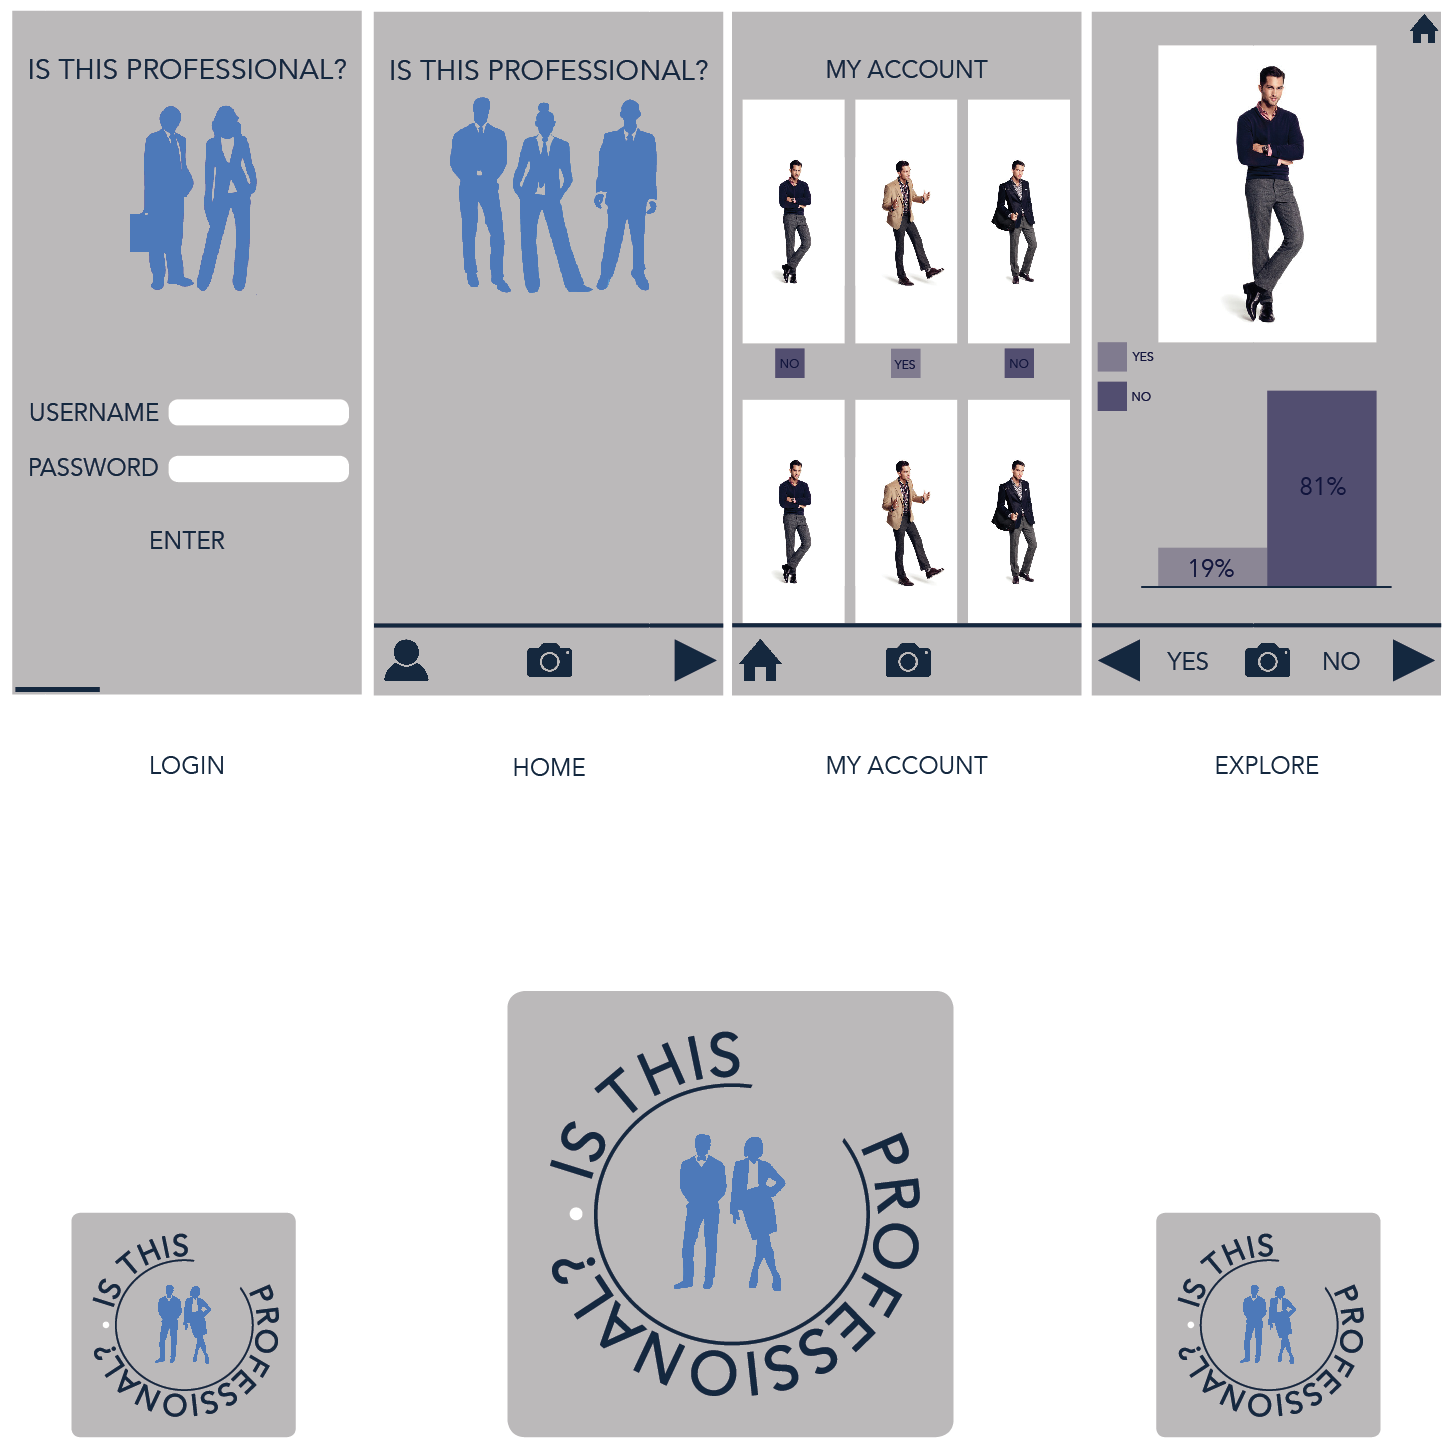 IS THIS PROFESSIONAL?
USERNAME
PASSWORD
ENTER
LOGIN
IS THIS PROFESSIONAL?
HOME
MY ACCOUNT
NO
YES
NO
MY ACCOUNT
YES
NO
81%
19%
YES
NO
EXPLORE
IS THIS
PROFESSIONAL?
IS THIS
PROFESSIONAL?
IS THIS
PROFESSIONAL?